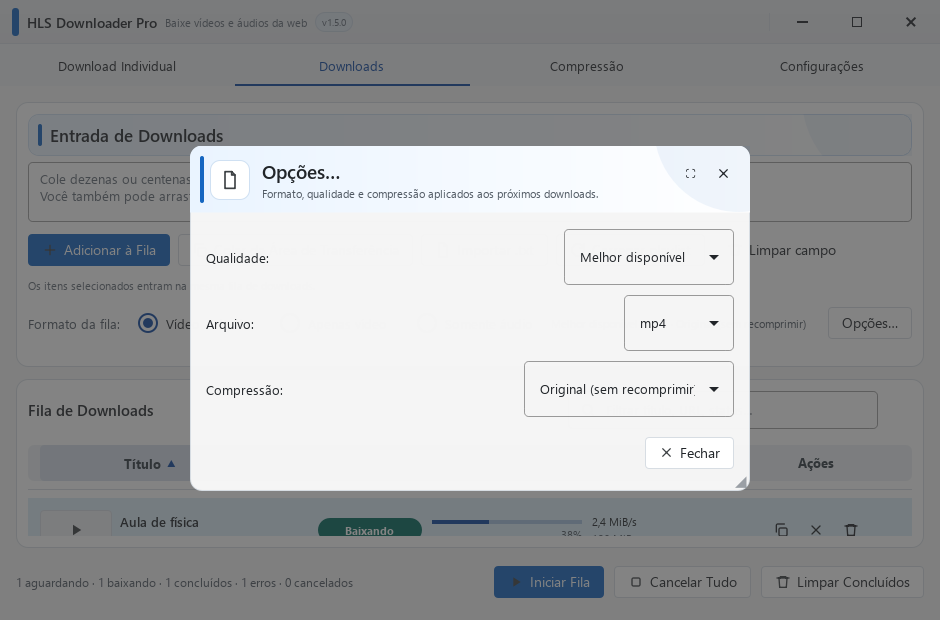 HLS Downloader Pro Baixe vídeos e áudios da web v1.5.0
Download Individual Downloads Compressão Configurações
Entrada de Downloads
Cole dezenas ou centenas
Você também pode arras
Adicionar à Fila Limpar campo
Os itens selecionados entram na
Formato da fila: Víde ecomprimir) Opções...
Opções...
Formato, qualidade e compressão aplicados aos próximos downloads.
Qualidade: Melhor disponível
Arquivo: mp4
Compressão: Original (sem recomprimir
Fechar
Fila de Downloads
Título Ações
Aula de física Baixando 38% 2,4 MiB/s
1 aguardando · 1 baixando · 1 concluídos · 1 erros · 0 cancelados Iniciar Fila Cancelar Tudo Limpar Concluídos